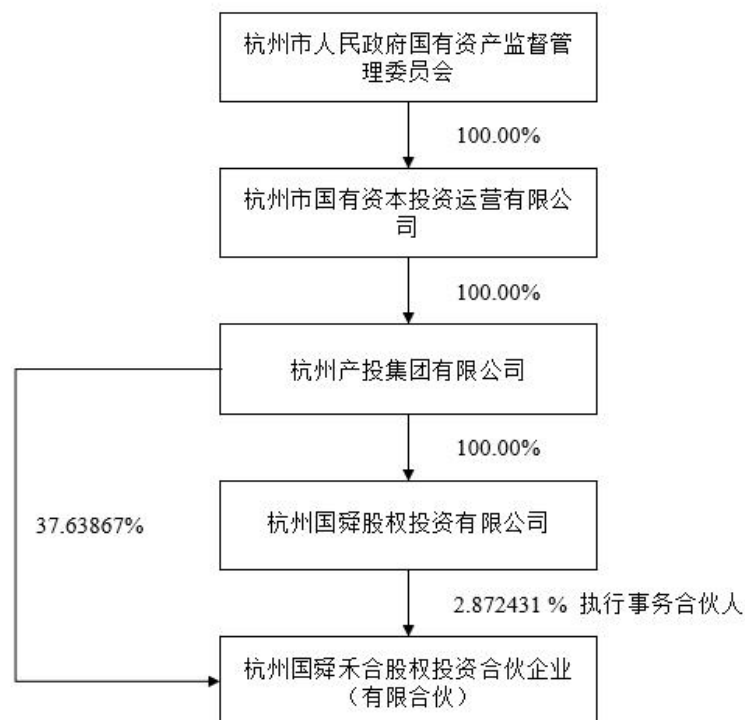 杭州市人民政府国有资产监督管
理委员会
100.00%
杭州市国有资本投资运营有限公
司
100.00%
杭州产投集团有限公司
100.00%
37.63867%
杭州国舜股权投资有限公司
2.872431 % 执行事务合伙人
杭州国舜禾合股权投资合伙企业
（有限合伙）